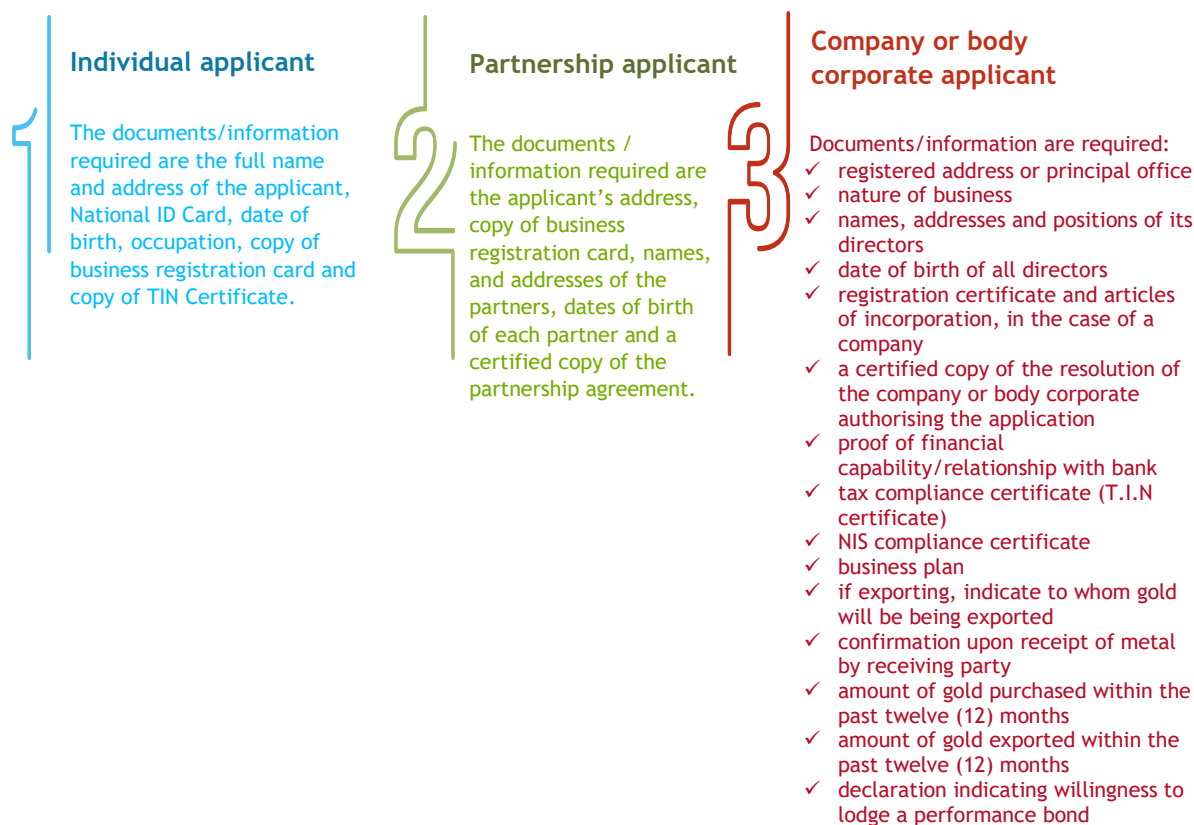 1
Individual applicant
The documents/information
required are the full name
and address of the applicant,
National ID Card, date of
birth, occupation, copy of
business registration card and
copy of TIN Certificate.
2
Partnership applicant
The documents /
information required are
the applicant’s address,
copy of business
registration card, names,
and addresses of the
partners, dates of birth
of each partner and a
certified copy of the
partnership agreement.
3
Company or body
corporate applicant
Documents/information are required:
✓ registered address or principal office
✓ nature of business
✓ names, addresses and positions of its
directors
✓ date of birth of all directors
✓ registration certificate and articles
of incorporation, in the case of a
company
✓ a certified copy of the resolution of
the company or body corporate
authorising the application
✓ proof of financial
capability/relationship with bank
✓ tax compliance certificate (T.I.N
certificate)
✓ NIS compliance certificate
✓ business plan
✓ if exporting, indicate to whom gold
will be being exported
✓ confirmation upon receipt of metal
by receiving party
✓ amount of gold purchased within the
past twelve (12) months
✓ amount of gold exported within the
past twelve (12) months
✓ declaration indicating willingness to
lodge a performance bond